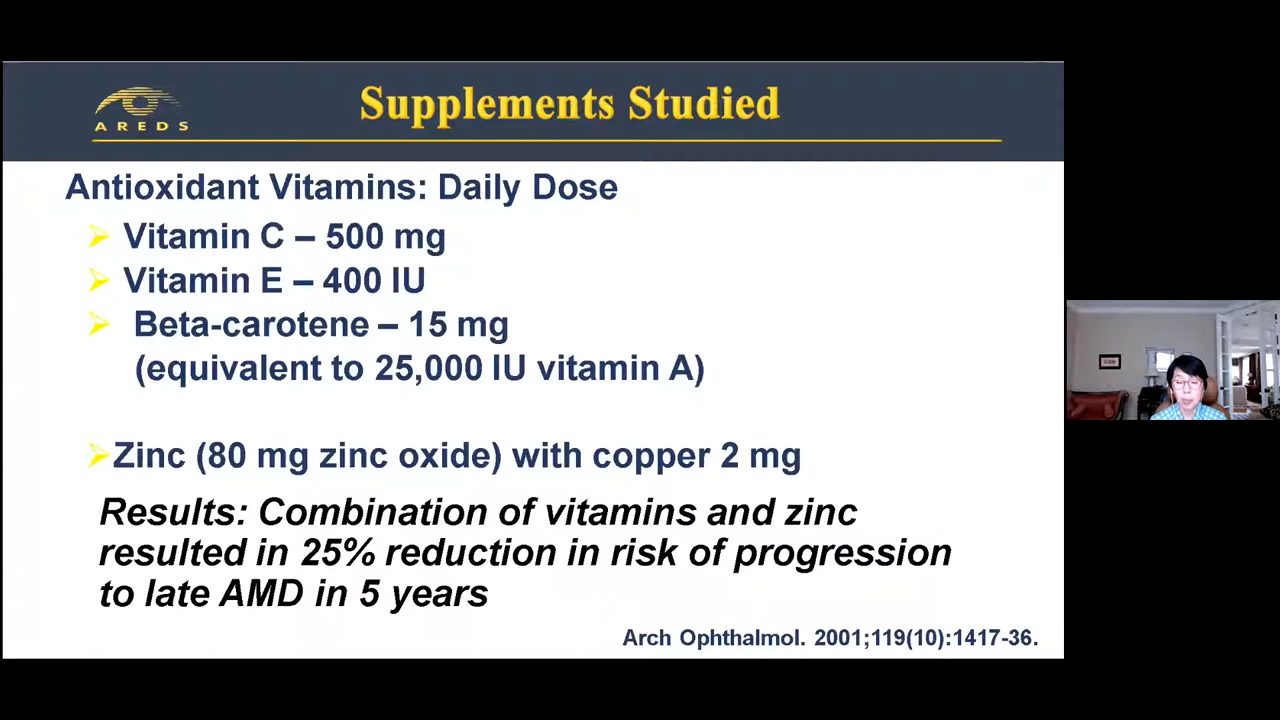 AREDS
Supplements Studied
Antioxidant Vitamins: Daily Dose
Vitamin C – 500 mg
Vitamin E – 400 IU
Beta-carotene – 15 mg
(equivalent to 25,000 IU vitamin A)
Zinc (80 mg zinc oxide) with copper 2 mg
Results: Combination of vitamins and zinc
resulted in 25% reduction in risk of progression
to late AMD in 5 years
Arch Ophthalmol. 2001;119(10):1417-36.